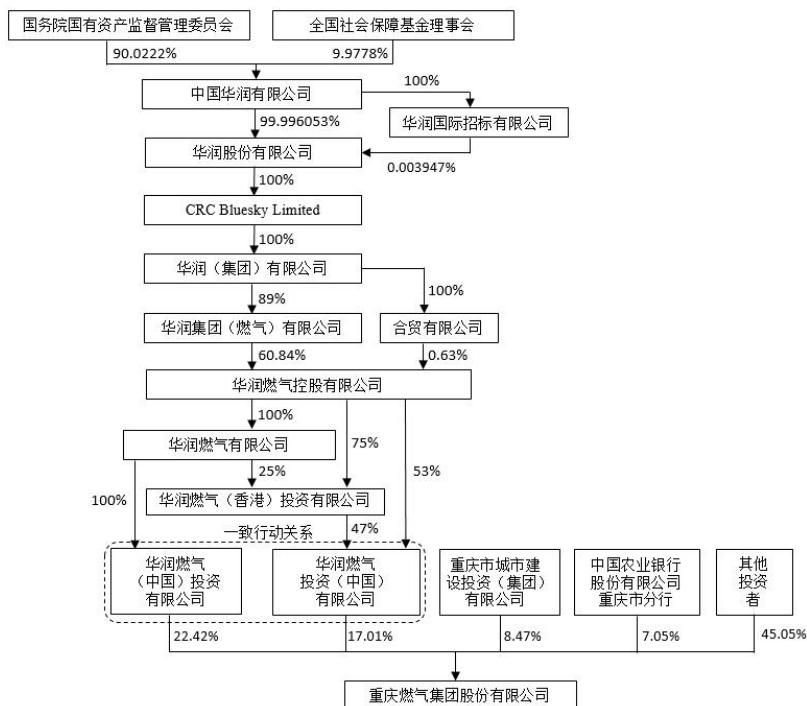 国务院国有资产监督管理委员会
全国社会保障基金理事会
90.0222%
9.9778%
100%
中国华润有限公司
华润国际招标有限公司
99.996053%
0.003947%
华润股份有限公司
100%
CRC Bluesky Limited
100%
华润（集团）有限公司
100%
89%
华润集团（燃气）有限公司
合贸有限公司
60.84%
0.63%
华润燃气控股有限公司
100%
华润燃气有限公司
75%
25%
53%
100%
华润燃气（香港）投资有限公司
一致行动关系
47%
华润燃气
（中国）投资
有限公司
华润燃气
投资（中国）
有限公司
重庆市城市建
设投资（集团）
有限公司
中国农业银行
股份有限公司
重庆市分行
其他
投资
者
22.42%
17.01%
8.47%
7.05%
45.05%
重庆燃气集团股份有限公司